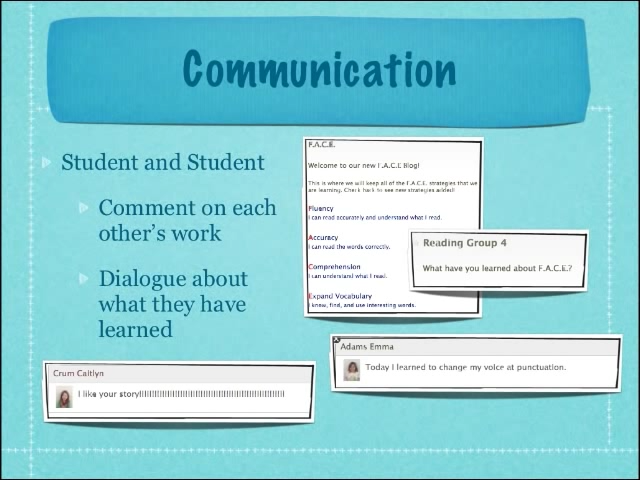 Communication
Student and Student
Comment on each
other's work
Dialogue about
what they have
learned
F.A.C.E.
Welcome to our new F.A.C.E Blog!
This is where we will keep all of the F.A.C.E. strategies that we
are learning. Check back to see new strategies added!
Fluency
I can read accurately and understand what I read.
Accuracy
I can read the words correctly.
Comprehension
I can understand what I read.
Expand Vocabulary
I know, find, and use interesting words.
Reading Group 4
What have you learned about F.A.C.E.?
Adams Emma
Today I learned to change my voice at punctuation.
Crum Caitlyn
I like your story!!!!!!!!!!!!!!!!!!!!!!!!!!!!!!!!!!!!!!!!!!!!!!!!!!!!!!!!